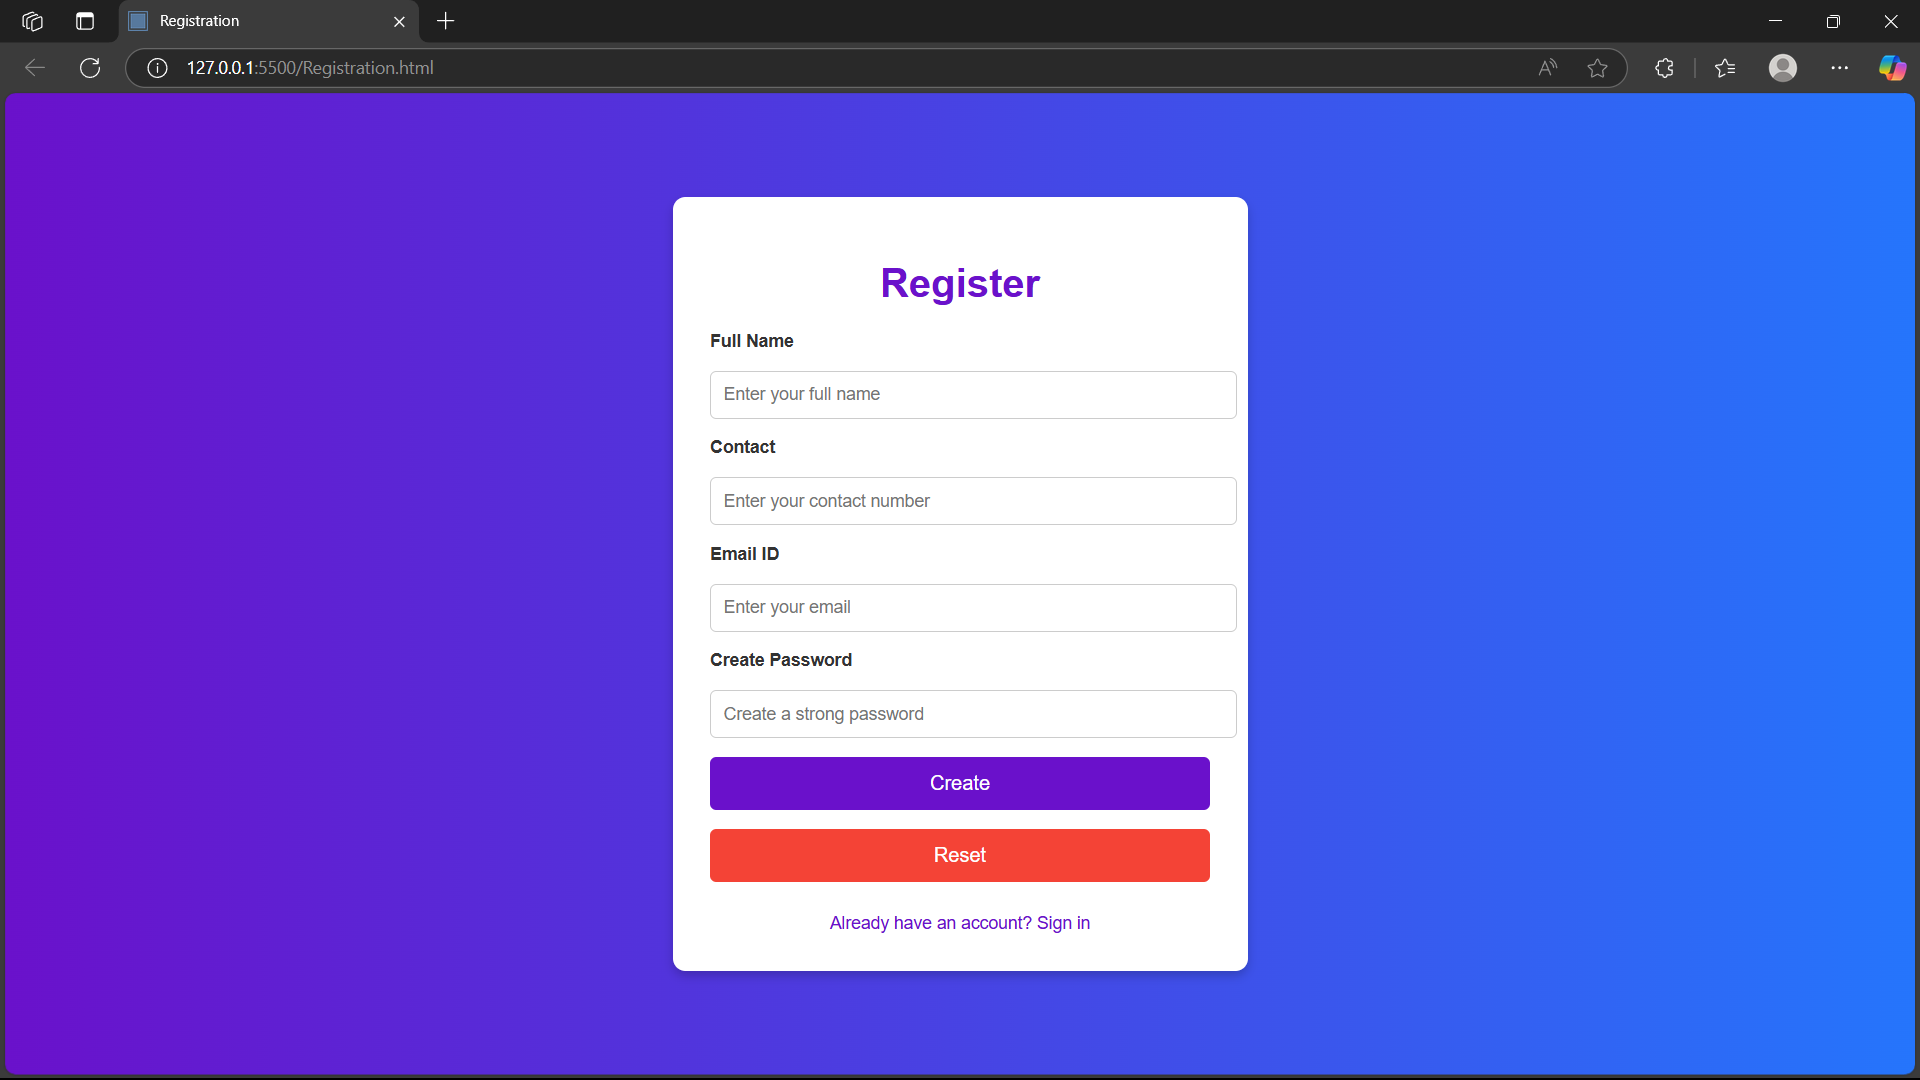 Registration
127.0.0.1:5500/Registration.html
Register
Full Name
Enter your full name
Contact
Enter your contact number
Email ID
Enter your email
Create Password
Create a strong password
Create
Reset
Already have an account? Sign in